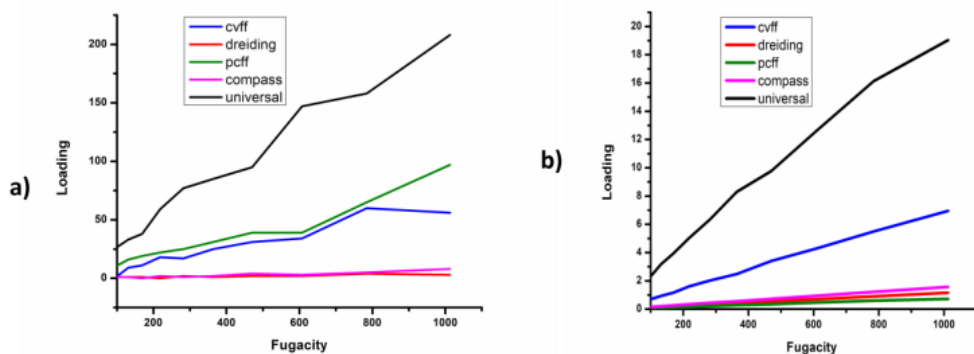 a)
Loading
200
150
100
50
0
cvff
dreiding
pcff
compass
universal
200 400 600 800 1000
Fugacity
b)
Loading
20
18
16
14
12
10
8
6
4
2
0
cvff
dreiding
pcff
compass
universal
200 400 600 800 1000
Fugacity